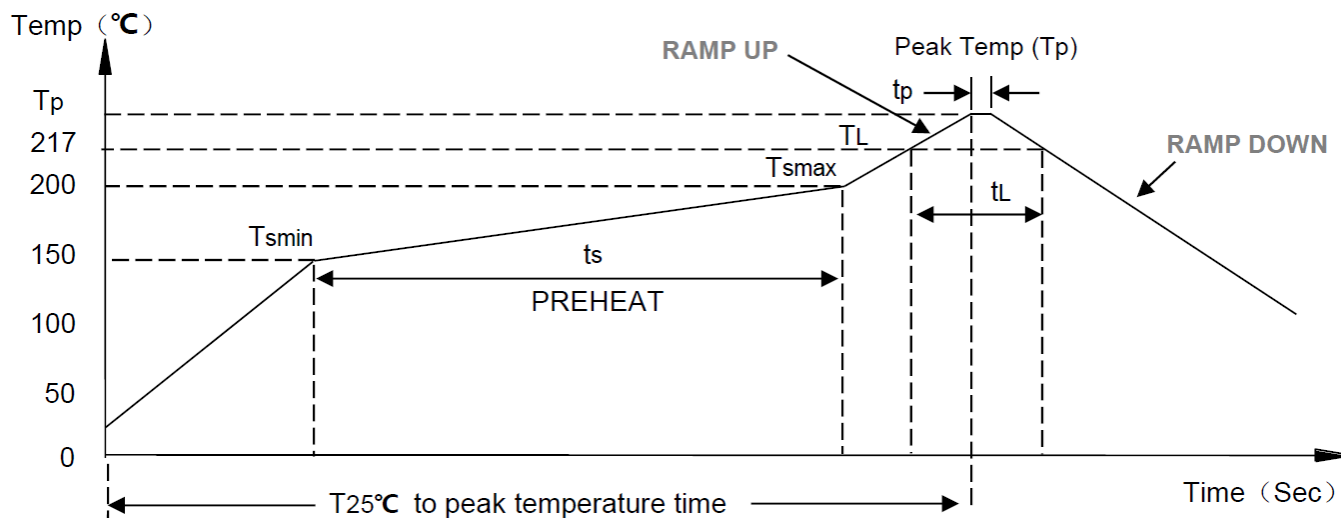 Temp（℃）
RAMP UP
Peak Temp (Tp)
tp
Tp
217
TL
RAMP DOWN
Tsmax
200
tL
Tsmin
150
ts
PREHEAT
100
50
0
T25℃ to peak temperature time
Time（Sec）